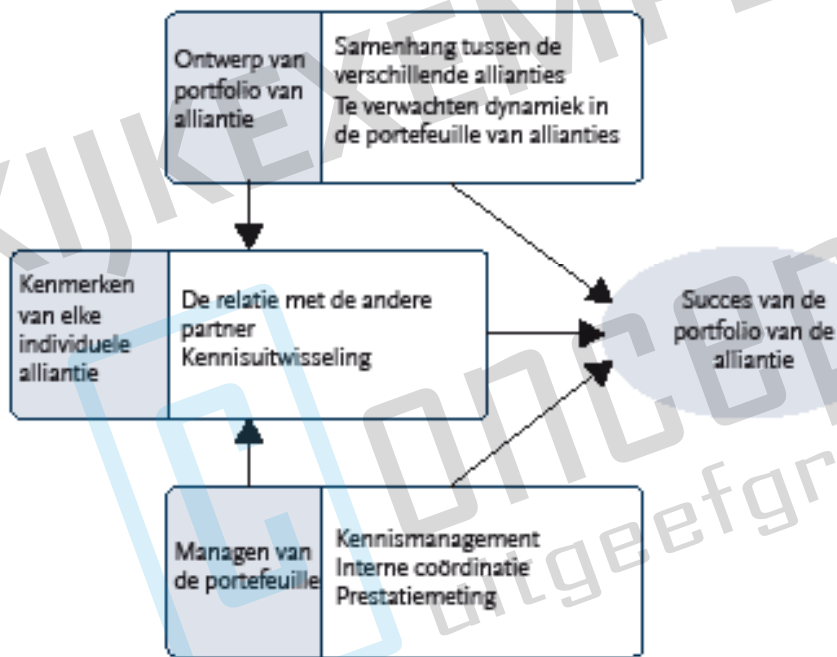 Ontwerp van
portfolio van
alliantie
Samenhang tussen de
verschillende allianties
Te verwachten dynamiek in
de portefeuille van allianties
Kenmerken
van elke
individuele
alliantie
De relatie met de andere
partner
Kennisuitwisseling
Succes van de
portfolio van de
alliantie
Managen van
de portefeuille
Kennismanagement
Interne coördinatie
Prestatiemeting